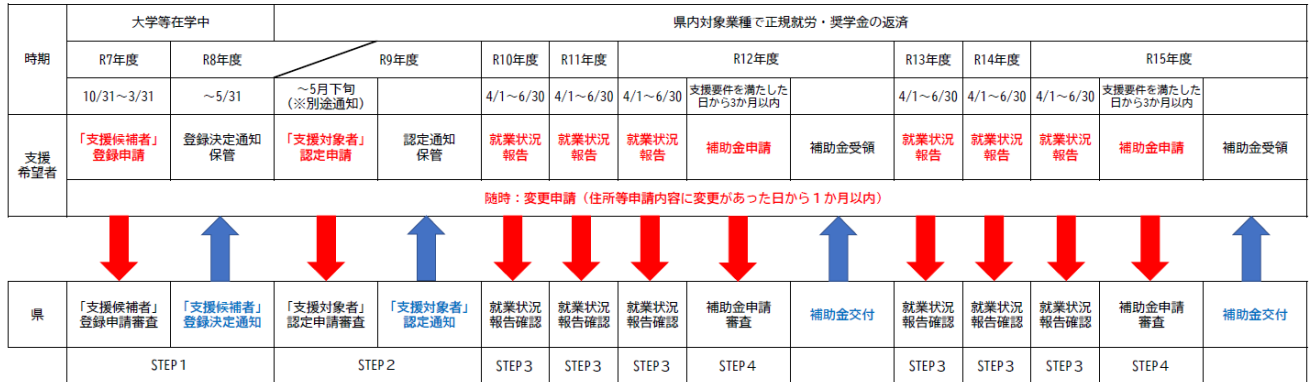 時期
大学等在学中
県内対象業種で正規就労・奨学金の返済
R7年度
R8年度
R9年度
R10年度
R11年度
R12年度
R13年度
R14年度
R15年度
10/31~3/31
~5/31
~5月下旬
(※別途通知)
4/1~6/30
4/1~6/30
4/1~6/30
支援要件を満たした
日から3か月以内
4/1~6/30
4/1~6/30
4/1~6/30
支援要件を満たした
日から3か月以内
支援
希望者
「支援候補者」
登録申請
登録決定通知
保管
「支援対象者」
認定申請
認定通知
保管
就業状況
報告
就業状況
報告
就業状況
報告
補助金申請
補助金受領
就業状況
報告
就業状況
報告
就業状況
報告
補助金申請
補助金受領
随時:変更申請(住所等申請内容に変更があった日から1か月以内)
県
「支援候補者」
登録申請審査
「支援候補者」
登録決定通知
「支援対象者」
認定申請審査
「支援対象者」
認定通知
就業状況
報告確認
就業状況
報告確認
就業状況
報告確認
補助金申請
審査
補助金交付
就業状況
報告確認
就業状況
報告確認
就業状況
報告確認
補助金申請
審査
補助金交付
STEP1
STEP2
STEP3
STEP3
STEP3
STEP4
STEP3
STEP3
STEP3
STEP4